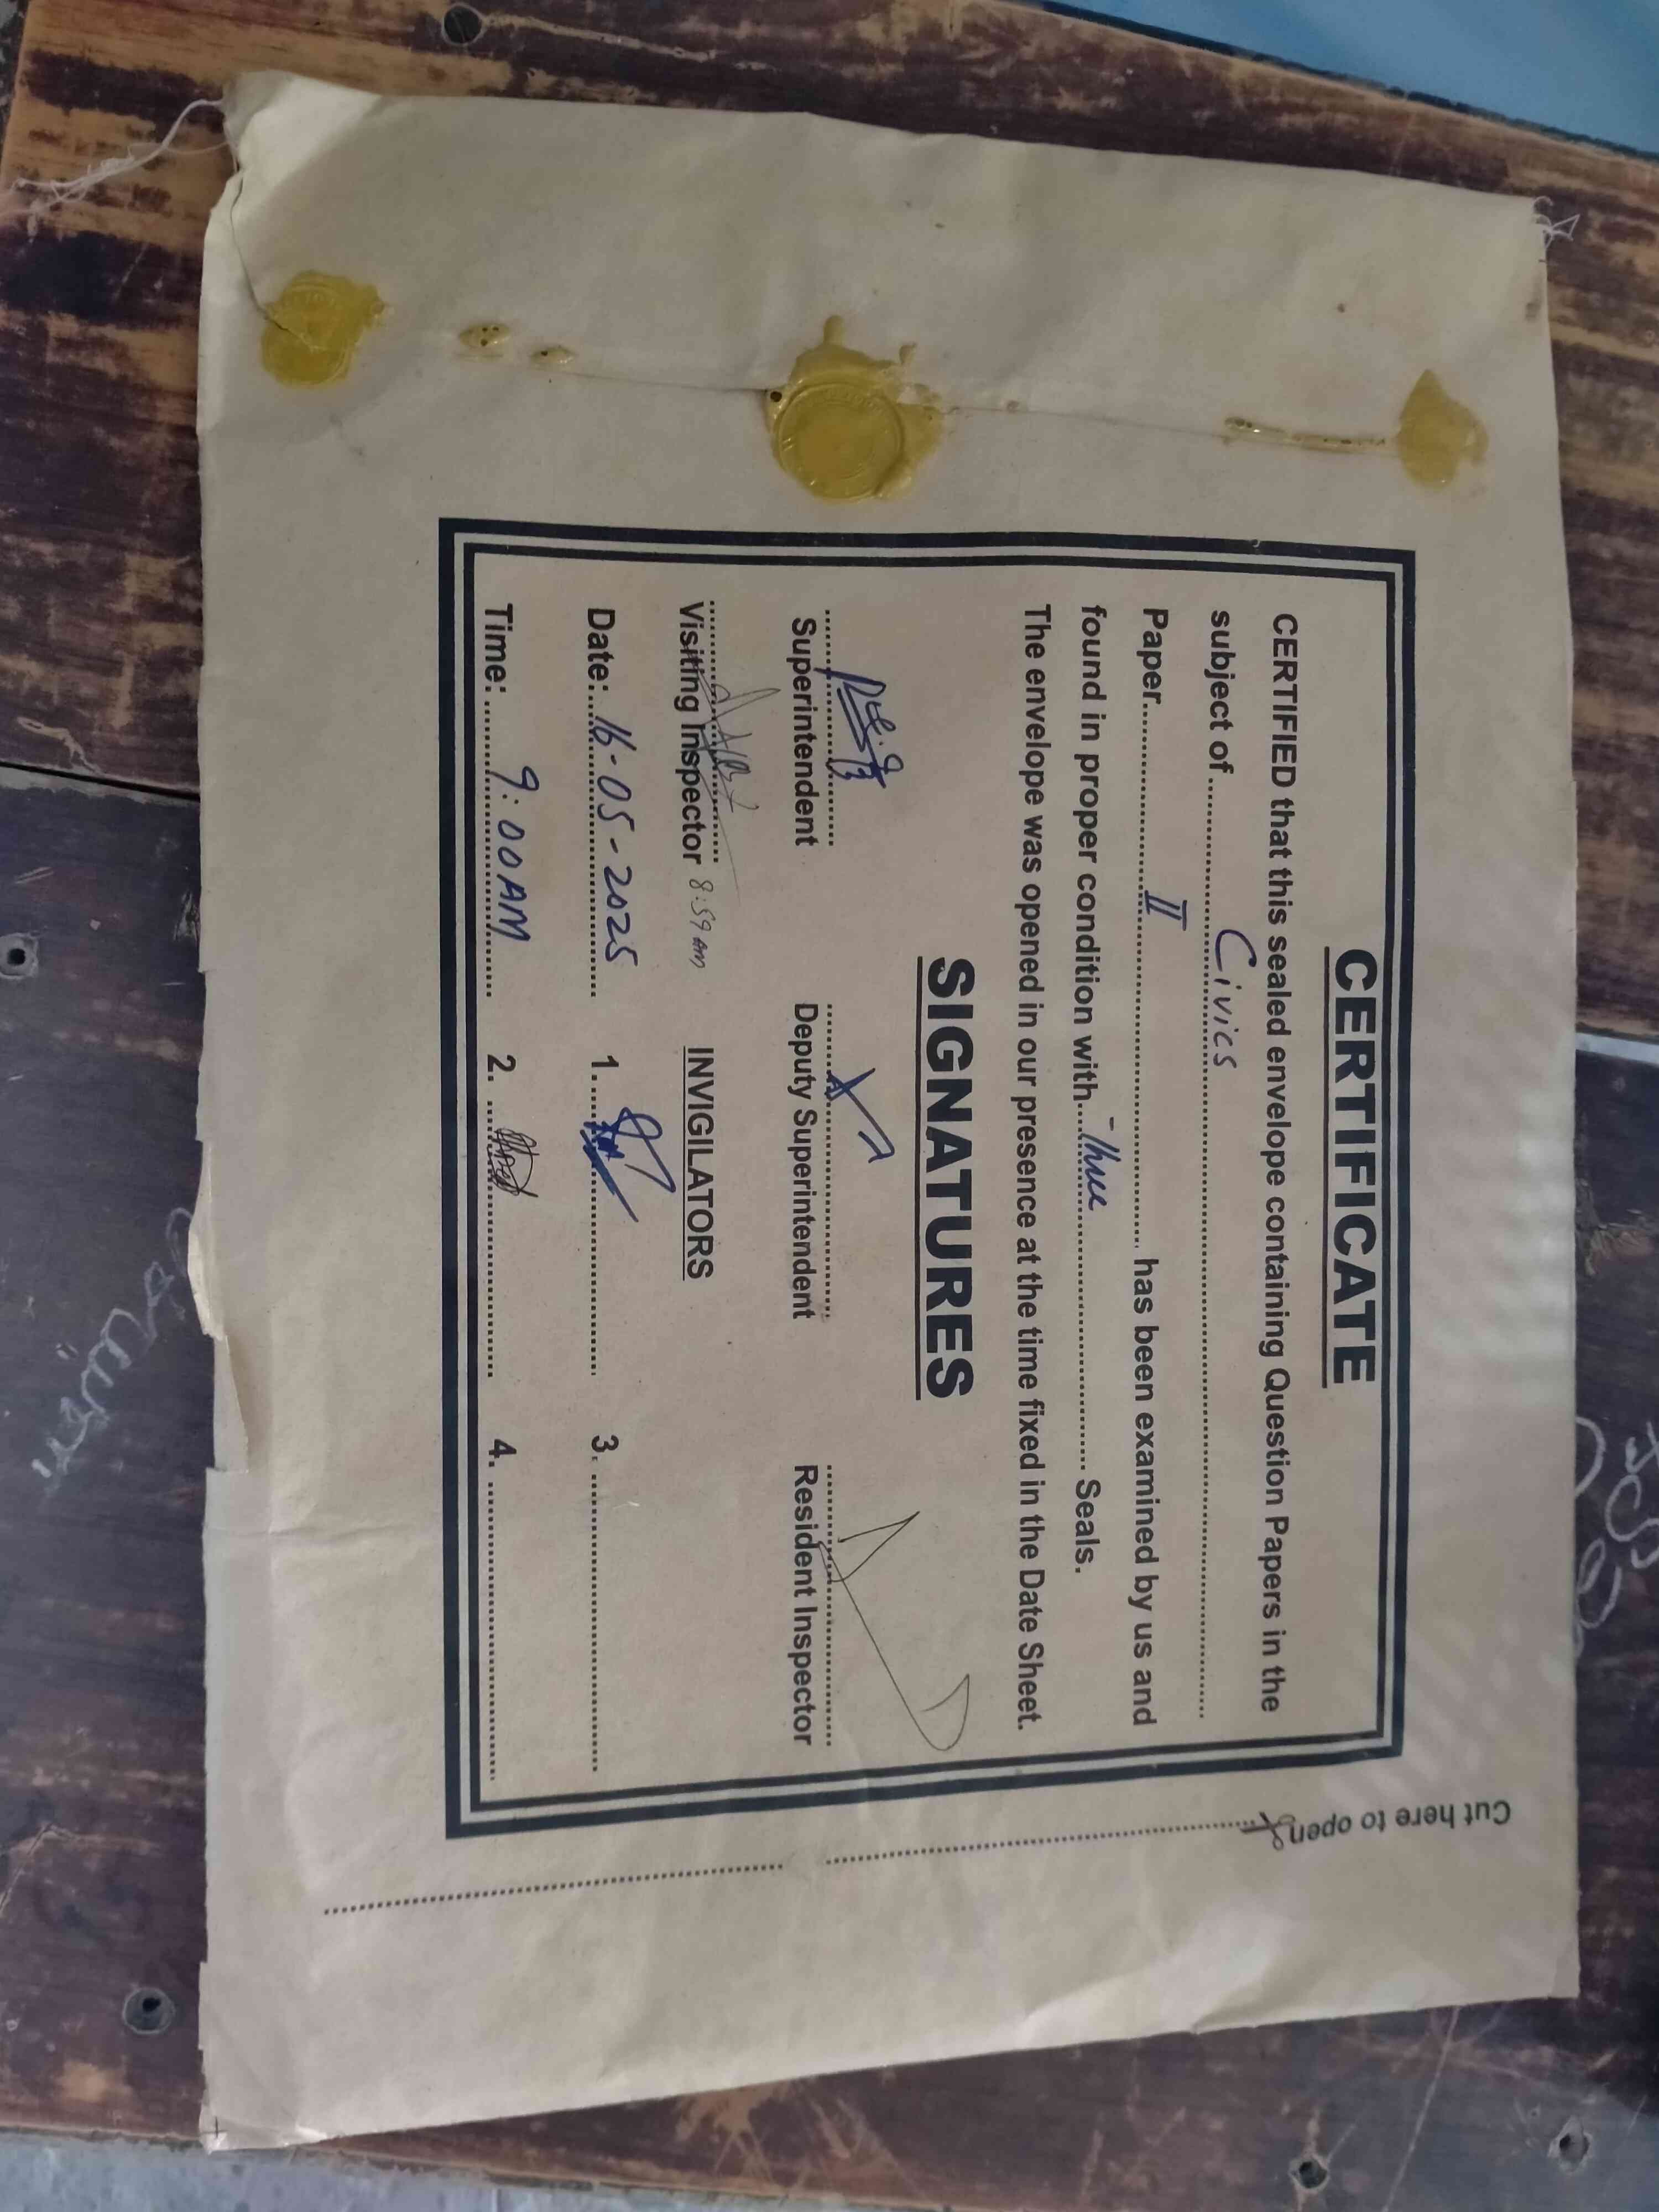 CERTIFICATE
CERTIFIED that this sealed envelope containing Question Papers in the
subject of Civics
Paper II has been examined by us and
found in proper condition with three Seals.
The envelope was opened in our presence at the time fixed in the Date Sheet.
SIGNATURES
Superintendent Deputy Superintendent Resident Inspector
Visiting Inspector 8:59 am INVIGILATORS
Date: 16-05-2025 1. 3.
Time: 9:00AM 2. 4.
Cut here to open